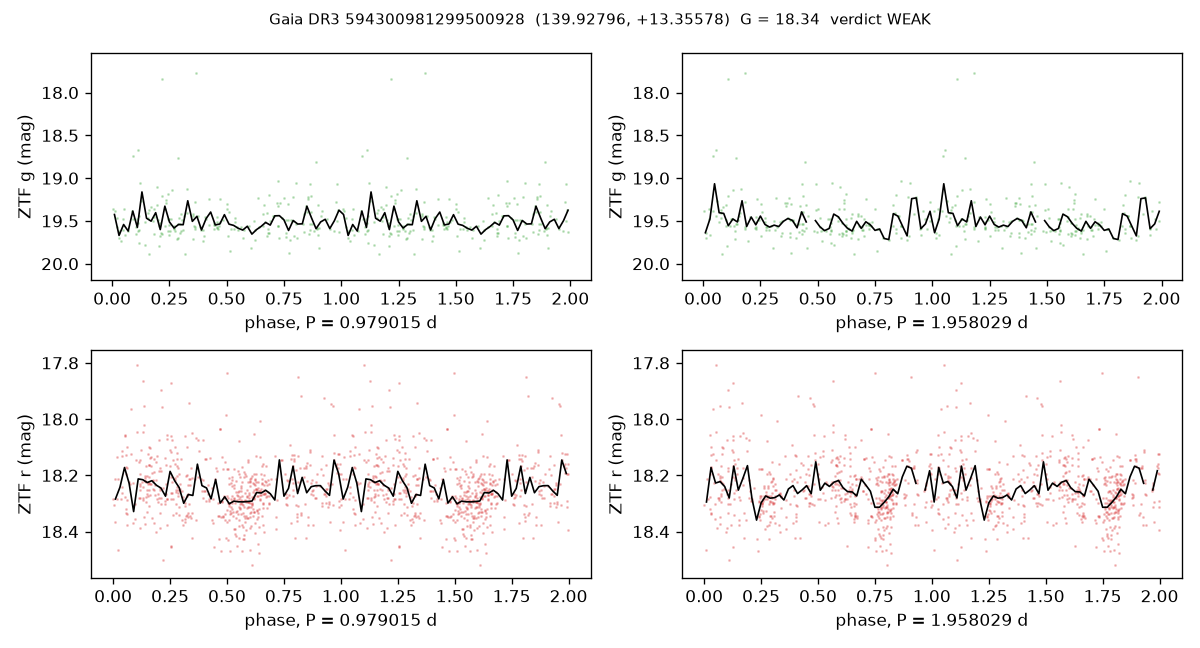 Gaia DR3 594300981299500928  (139.92796, +13.35578)  G = 18.34  verdict WEAK
ZTF g (mag)
18.0
18.5
19.0
19.5
20.0
0.00 0.25 0.50 0.75 1.00 1.25 1.50 1.75 2.00
phase, P = 0.979015 d
ZTF g (mag)
18.0
18.5
19.0
19.5
20.0
0.00 0.25 0.50 0.75 1.00 1.25 1.50 1.75 2.00
phase, P = 1.958029 d
ZTF r (mag)
17.8
18.0
18.2
18.4
0.00 0.25 0.50 0.75 1.00 1.25 1.50 1.75 2.00
phase, P = 0.979015 d
ZTF r (mag)
17.8
18.0
18.2
18.4
0.00 0.25 0.50 0.75 1.00 1.25 1.50 1.75 2.00
phase, P = 1.958029 d